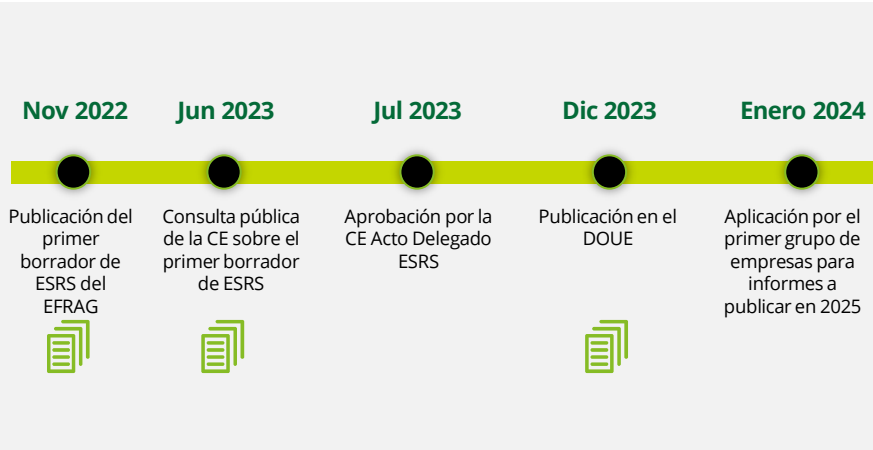 Nov 2022
Jun 2023
Jul 2023
Dic 2023
Enero 2024
Publicación del
primer
borrador de
ESRS del
EFRAG
Consulta pública
de la CE sobre el
primer borrador
de ESRS
Aprobación por la
CE Acto Delegado
ESRS
Publicación en el
DOUE
Aplicación por el
primer grupo de
empresas para
informes a
publicar en 2025